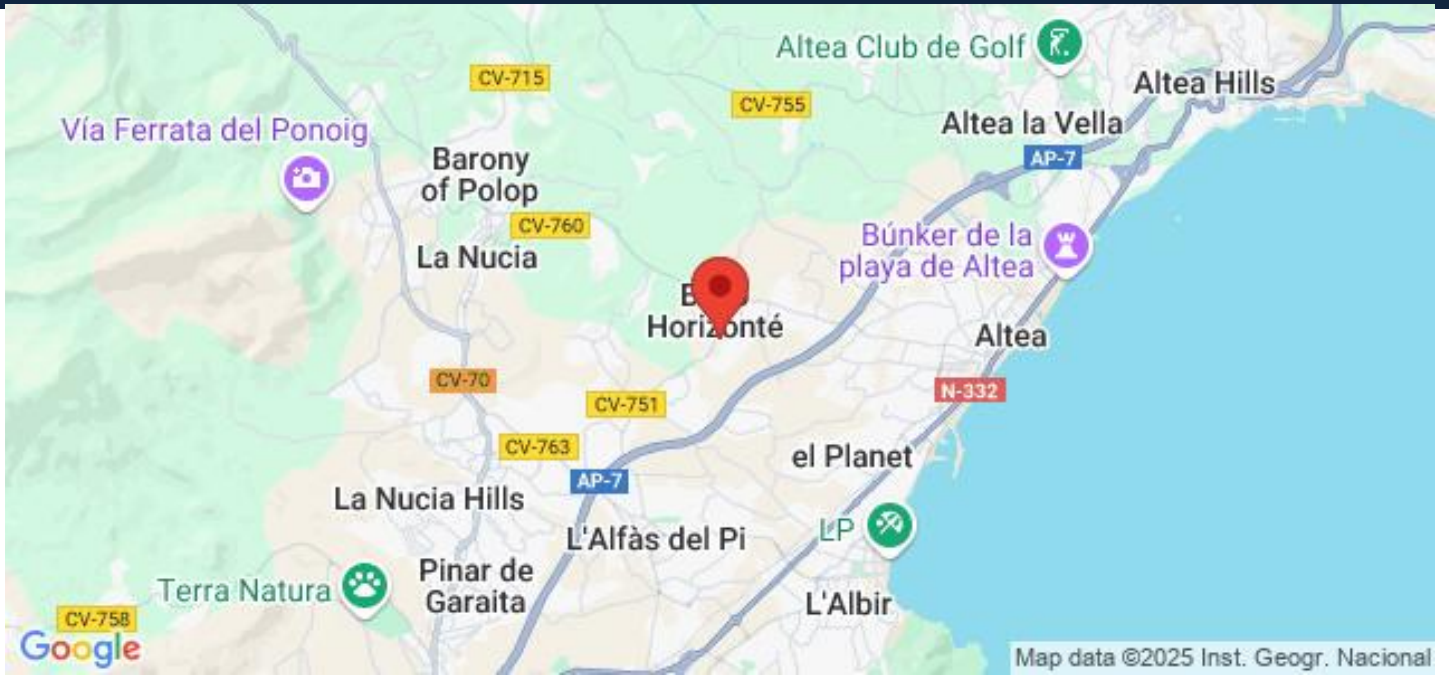 Altea Club de Golf
CV-715
Altea Hills
CV-755
Altea la Vella
Vía Ferrata del Ponoig
Barony
of Polop
AP-7
CV-760
Búnker de la
playa de Altea
La Nucia
Horizonté
Altea
CV-70
N-332
CV-751
CV-763
el Planet
AP-7
La Nucia Hills
LP
L'Alfàs del Pi
Pinar de
Garaita
Terra Natura
L'Albir
CV-758
Google
Map data ©2025 Inst. Geogr. Nacional